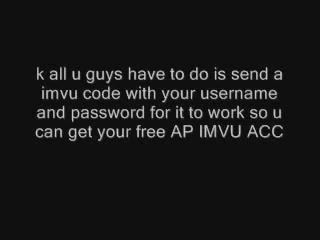 k all u guys have to do is send a
imvu code with your username
and password for it to work so u
can get your free AP IMVU ACC